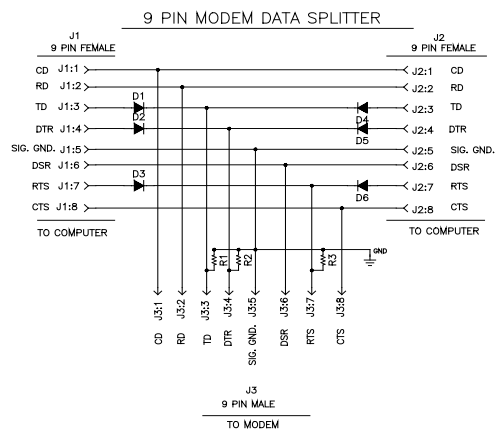 9 PIN MODEM DATA SPLITTER
J1
9 PIN FEMALE
J2
9 PIN FEMALE
CD J1:1
J2:1 CD
RD J1:2
J2:2 RD
TD J1:3
D1
D4
J2:3 TD
DTR J1:4
D2
D5
J2:4 DTR
SIG. GND. J1:5
J2:5 SIG. GND.
DSR J1:6
J2:6 DSR
RTS J1:7
D3
D6
J2:7 RTS
CTS J1:8
J2:8 CTS
TO COMPUTER
TO COMPUTER
R1
R2
R3
GND
J3:1
J3:2
J3:3
J3:4
J3:5
J3:6
J3:7
J3:8
CD
RD
TD
DTR
SIG. GND.
DSR
RTS
CTS
J3
9 PIN MALE
TO MODEM